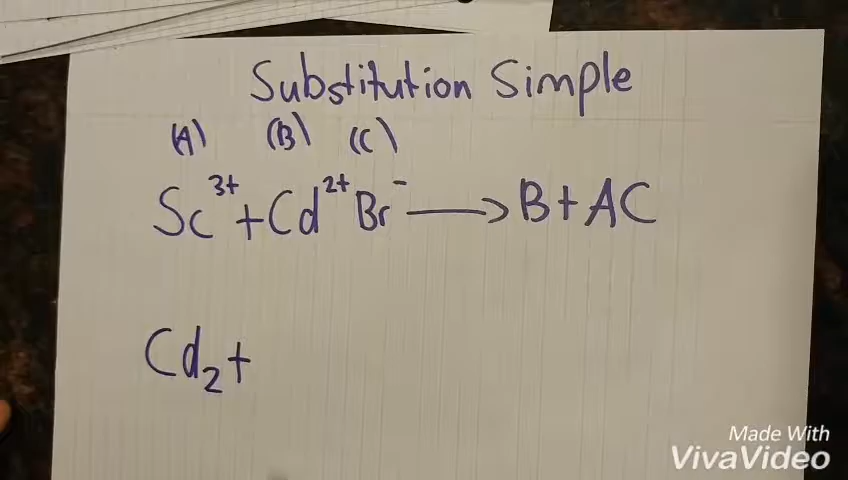 Substitution Simple
(A) (B) (C)
Sc³⁺+Cd²⁺Br⁻⟶B+AC
Cd₂+
Made With
VivaVideo